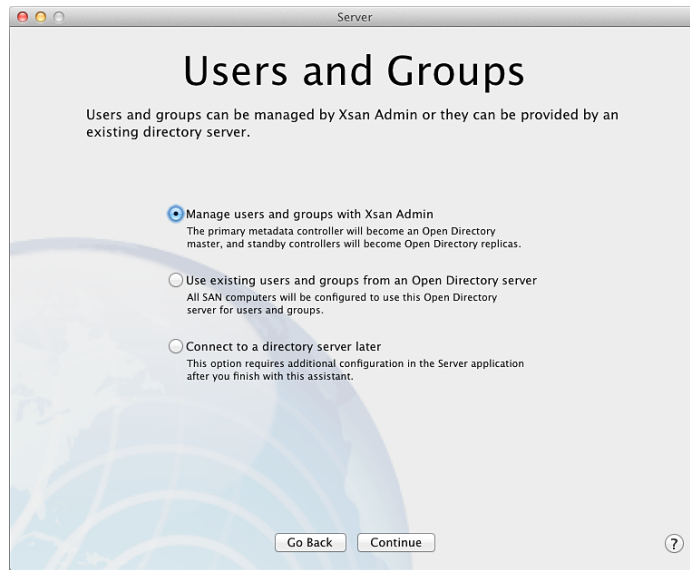 Server
Users and Groups
Users and groups can be managed by Xsan Admin or they can be provided by an
existing directory server.
Manage users and groups with Xsan Admin
The primary metadata controller will become an Open Directory
master, and standby controllers will become Open Directory replicas.
Use existing users and groups from an Open Directory server
All SAN computers will be configured to use this Open Directory
server for users and groups.
Connect to a directory server later
This option requires additional configuration in the Server application
after you finish with this assistant.
Go Back
Continue
?